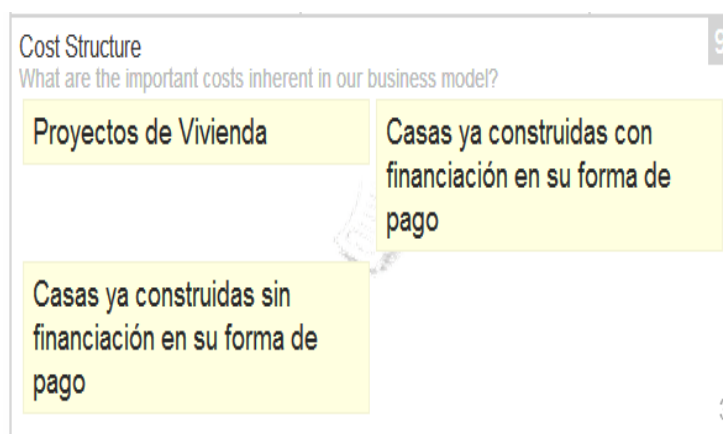 Cost Structure
9
What are the important costs inherent in our business model?
Proyectos de Vivienda
Casas ya construidas con
financiación en su forma de
pago
Casas ya construidas sin
financiación en su forma de
pago